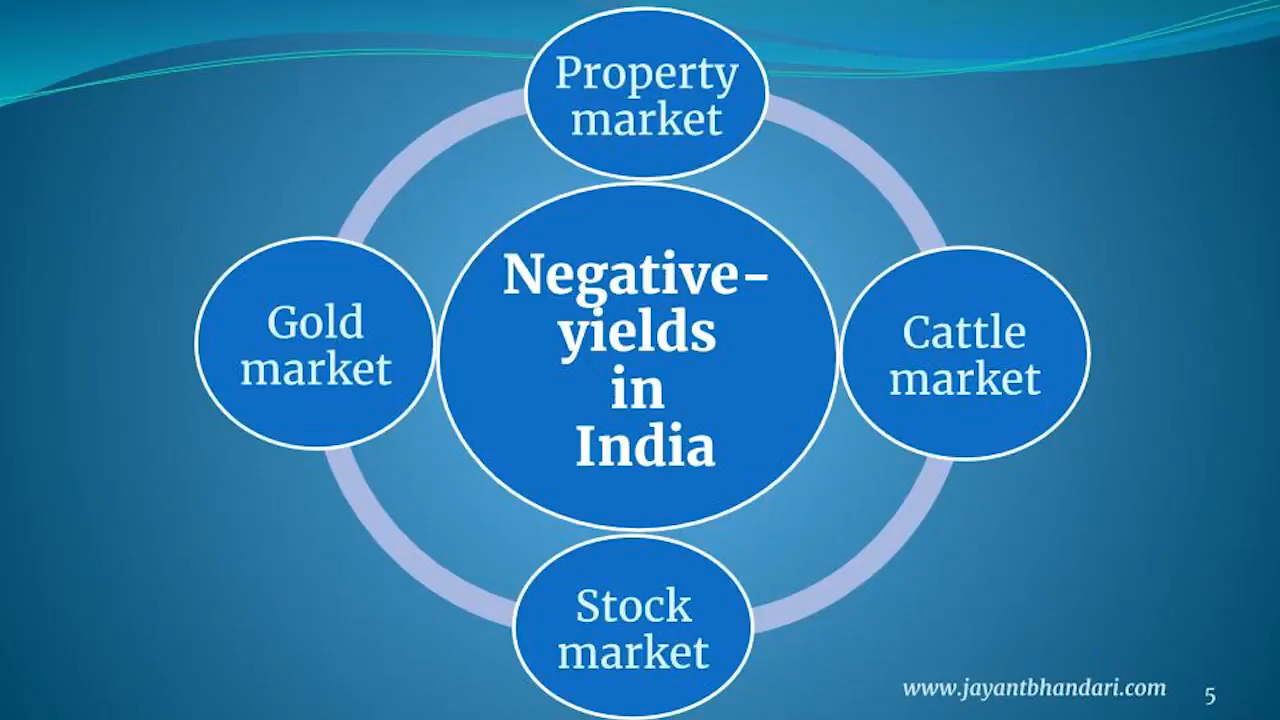 Property
market
Negative-
yields
in
India
Gold
market
Cattle
market
Stock
market
www.jayantbhandari.com
5